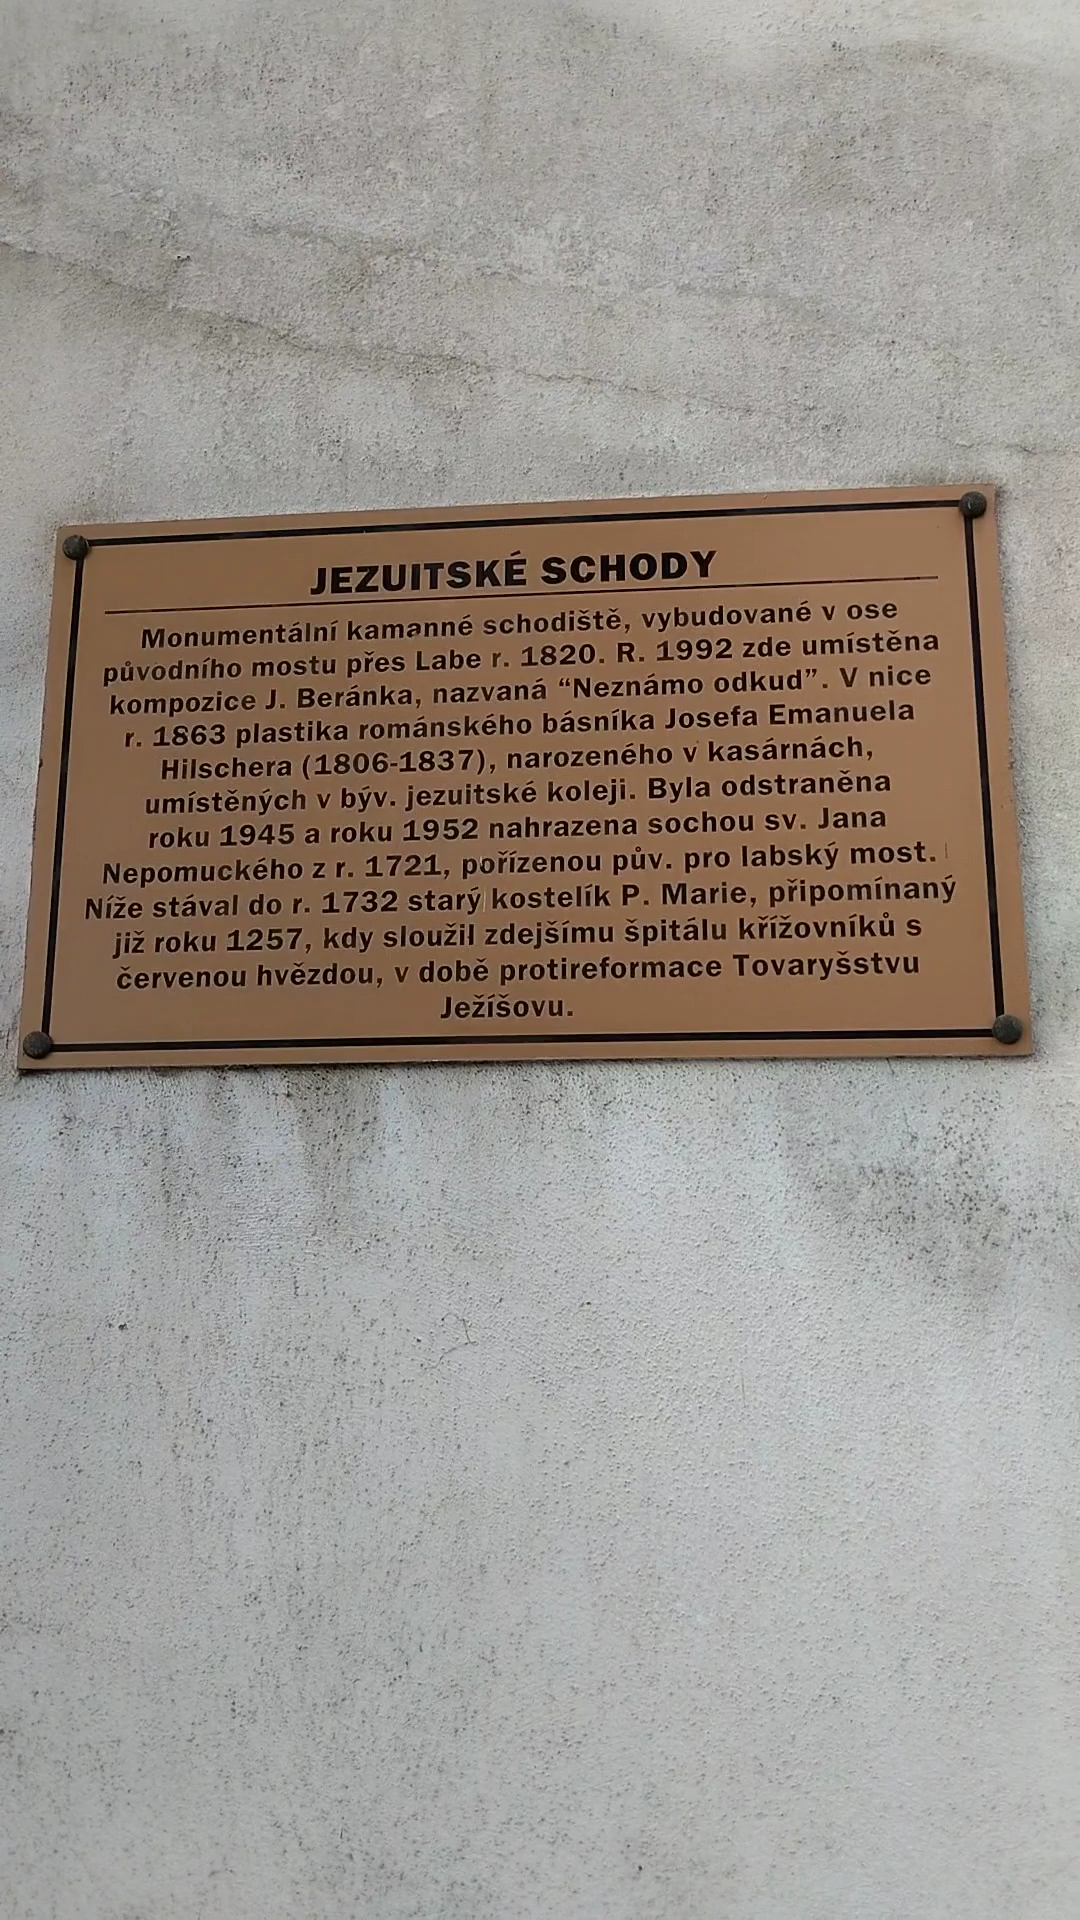 JEZUITSKÉ SCHODY
Monumentální kamanné schodiště, vybudované v ose
původního mostu přes Labe r. 1820. R. 1992 zde umístěna
kompozice J. Beránka, nazvaná “Neznámo odkud”. V nice
r. 1863 plastika románského básníka Josefa Emanuela
Hilschera (1806-1837), narozeného v kasárnách,
umístěných v býv. jezuitské koleji. Byla odstraněna
roku 1945 a roku 1952 nahrazena sochou sv. Jana
Nepomuckého z r. 1721, pořízenou pův. pro labský most.
Níže stával do r. 1732 starý kostelík P. Marie, připomínaný
již roku 1257, kdy sloužil zdejšímu špitálu křížovníků s
červenou hvězdou, v době protireformace Tovaryšstvu
Ježíšovu.